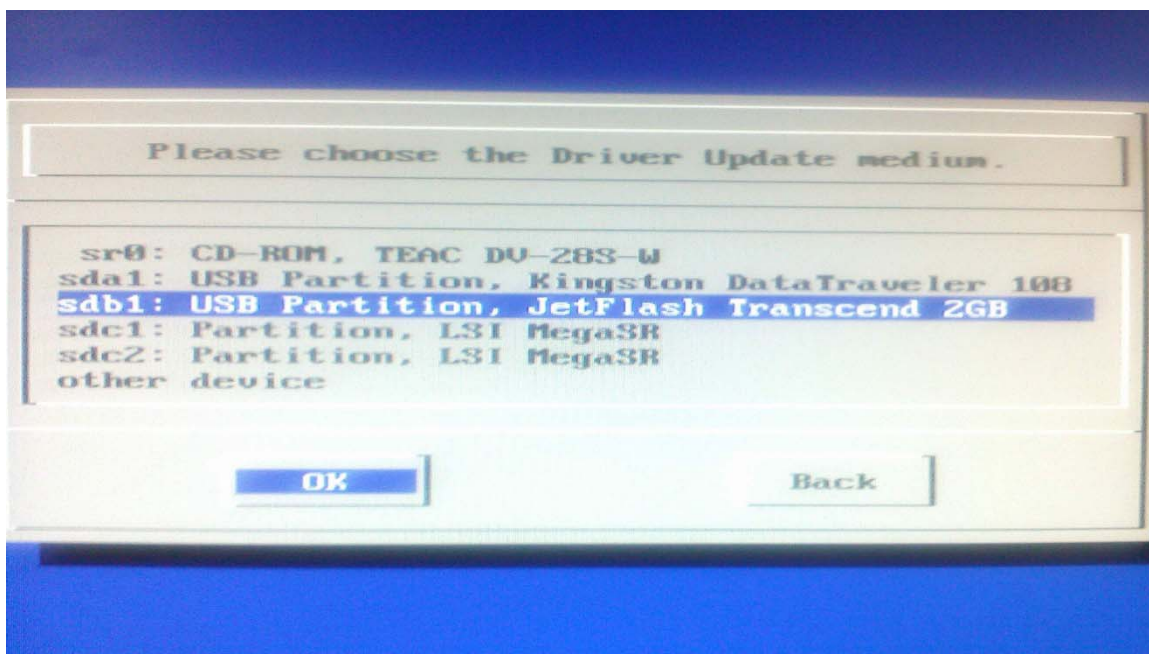 Please choose the Driver Update medium.
sr0: CD-ROM, TEAC DV-28S-W
sda1: USB Partition, Kingston DataTraveler 108
sdb1: USB Partition, JetFlash Transcend 2GB
sdc1: Partition, LSI MegaSR
sdc2: Partition, LSI MegaSR
other device
OK
Back